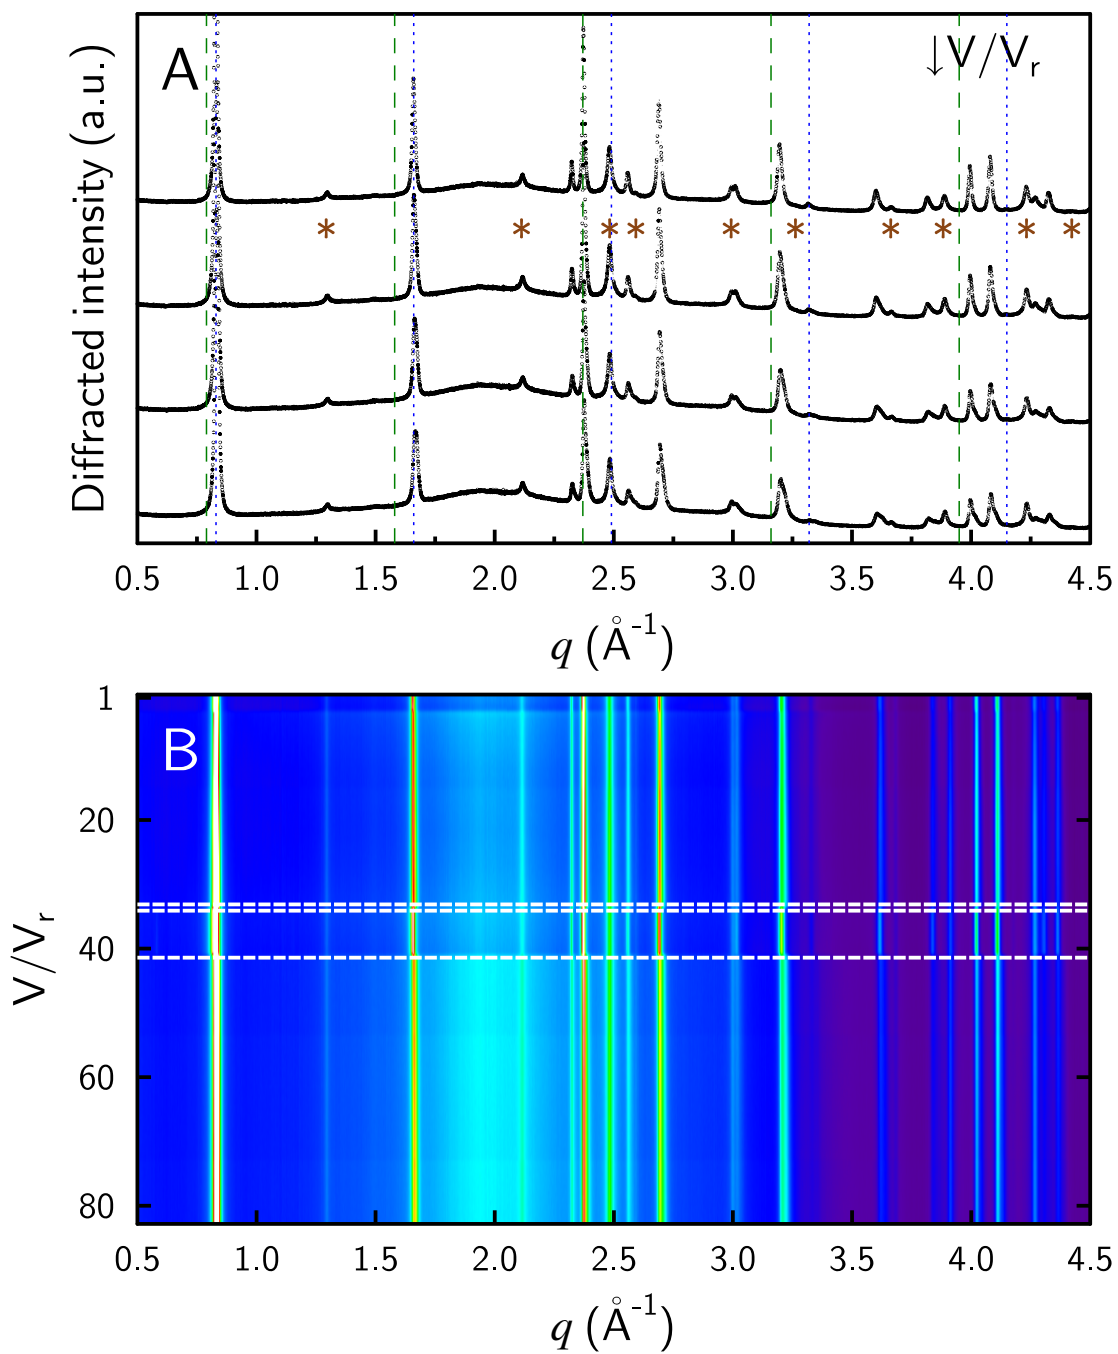 A
↓V/Vᵣ
Diffracted intensity (a.u.)
* * * * * * * * * *
0.5 1.0 1.5 2.0 2.5 3.0 3.5 4.0 4.5
q (Å⁻¹)
B
V/Vᵣ
1
20
40
60
80
0.5 1.0 1.5 2.0 2.5 3.0 3.5 4.0 4.5
q (Å⁻¹)